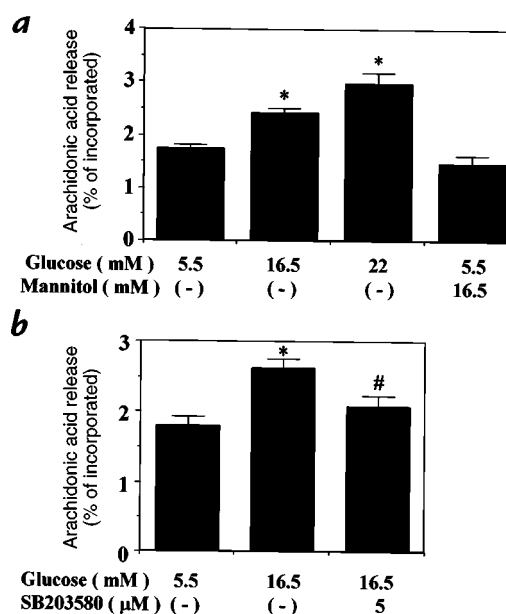 a
Arachidonic acid release
(% of incorporated)
4
3
2
1
0
*
*
Glucose ( mM ) 5.5 16.5 22 5.5
Mannitol ( mM ) ( - ) ( - ) ( - ) 16.5
b
Arachidonic acid release
(% of incorporated)
3
2
1
0
*
#
Glucose ( mM ) 5.5 16.5 16.5
SB203580 ( µM ) ( - ) ( - ) 5